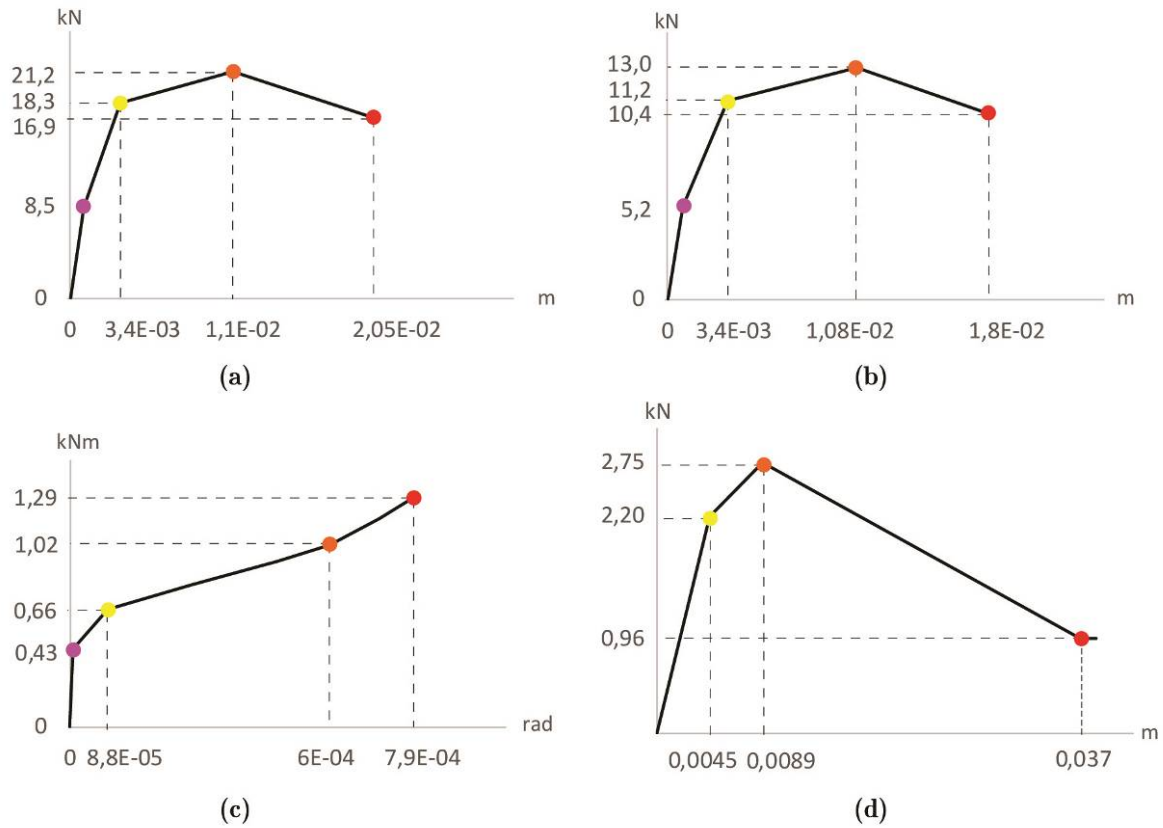 kN
21,2
18,3
16,9
8,5
0
m
0 3,4E-03 1,1E-02 2,05E-02
(a)
kN
13,0
11,2
10,4
5,2
0
m
0 3,4E-03 1,08E-02 1,8E-02
(b)
kNm
1,29
1,02
0,66
0,43
0
rad
0 8,8E-05 6E-04 7,9E-04
(c)
kN
2,75
2,20
0,96
m
0,0045 0,0089 0,037
(d)